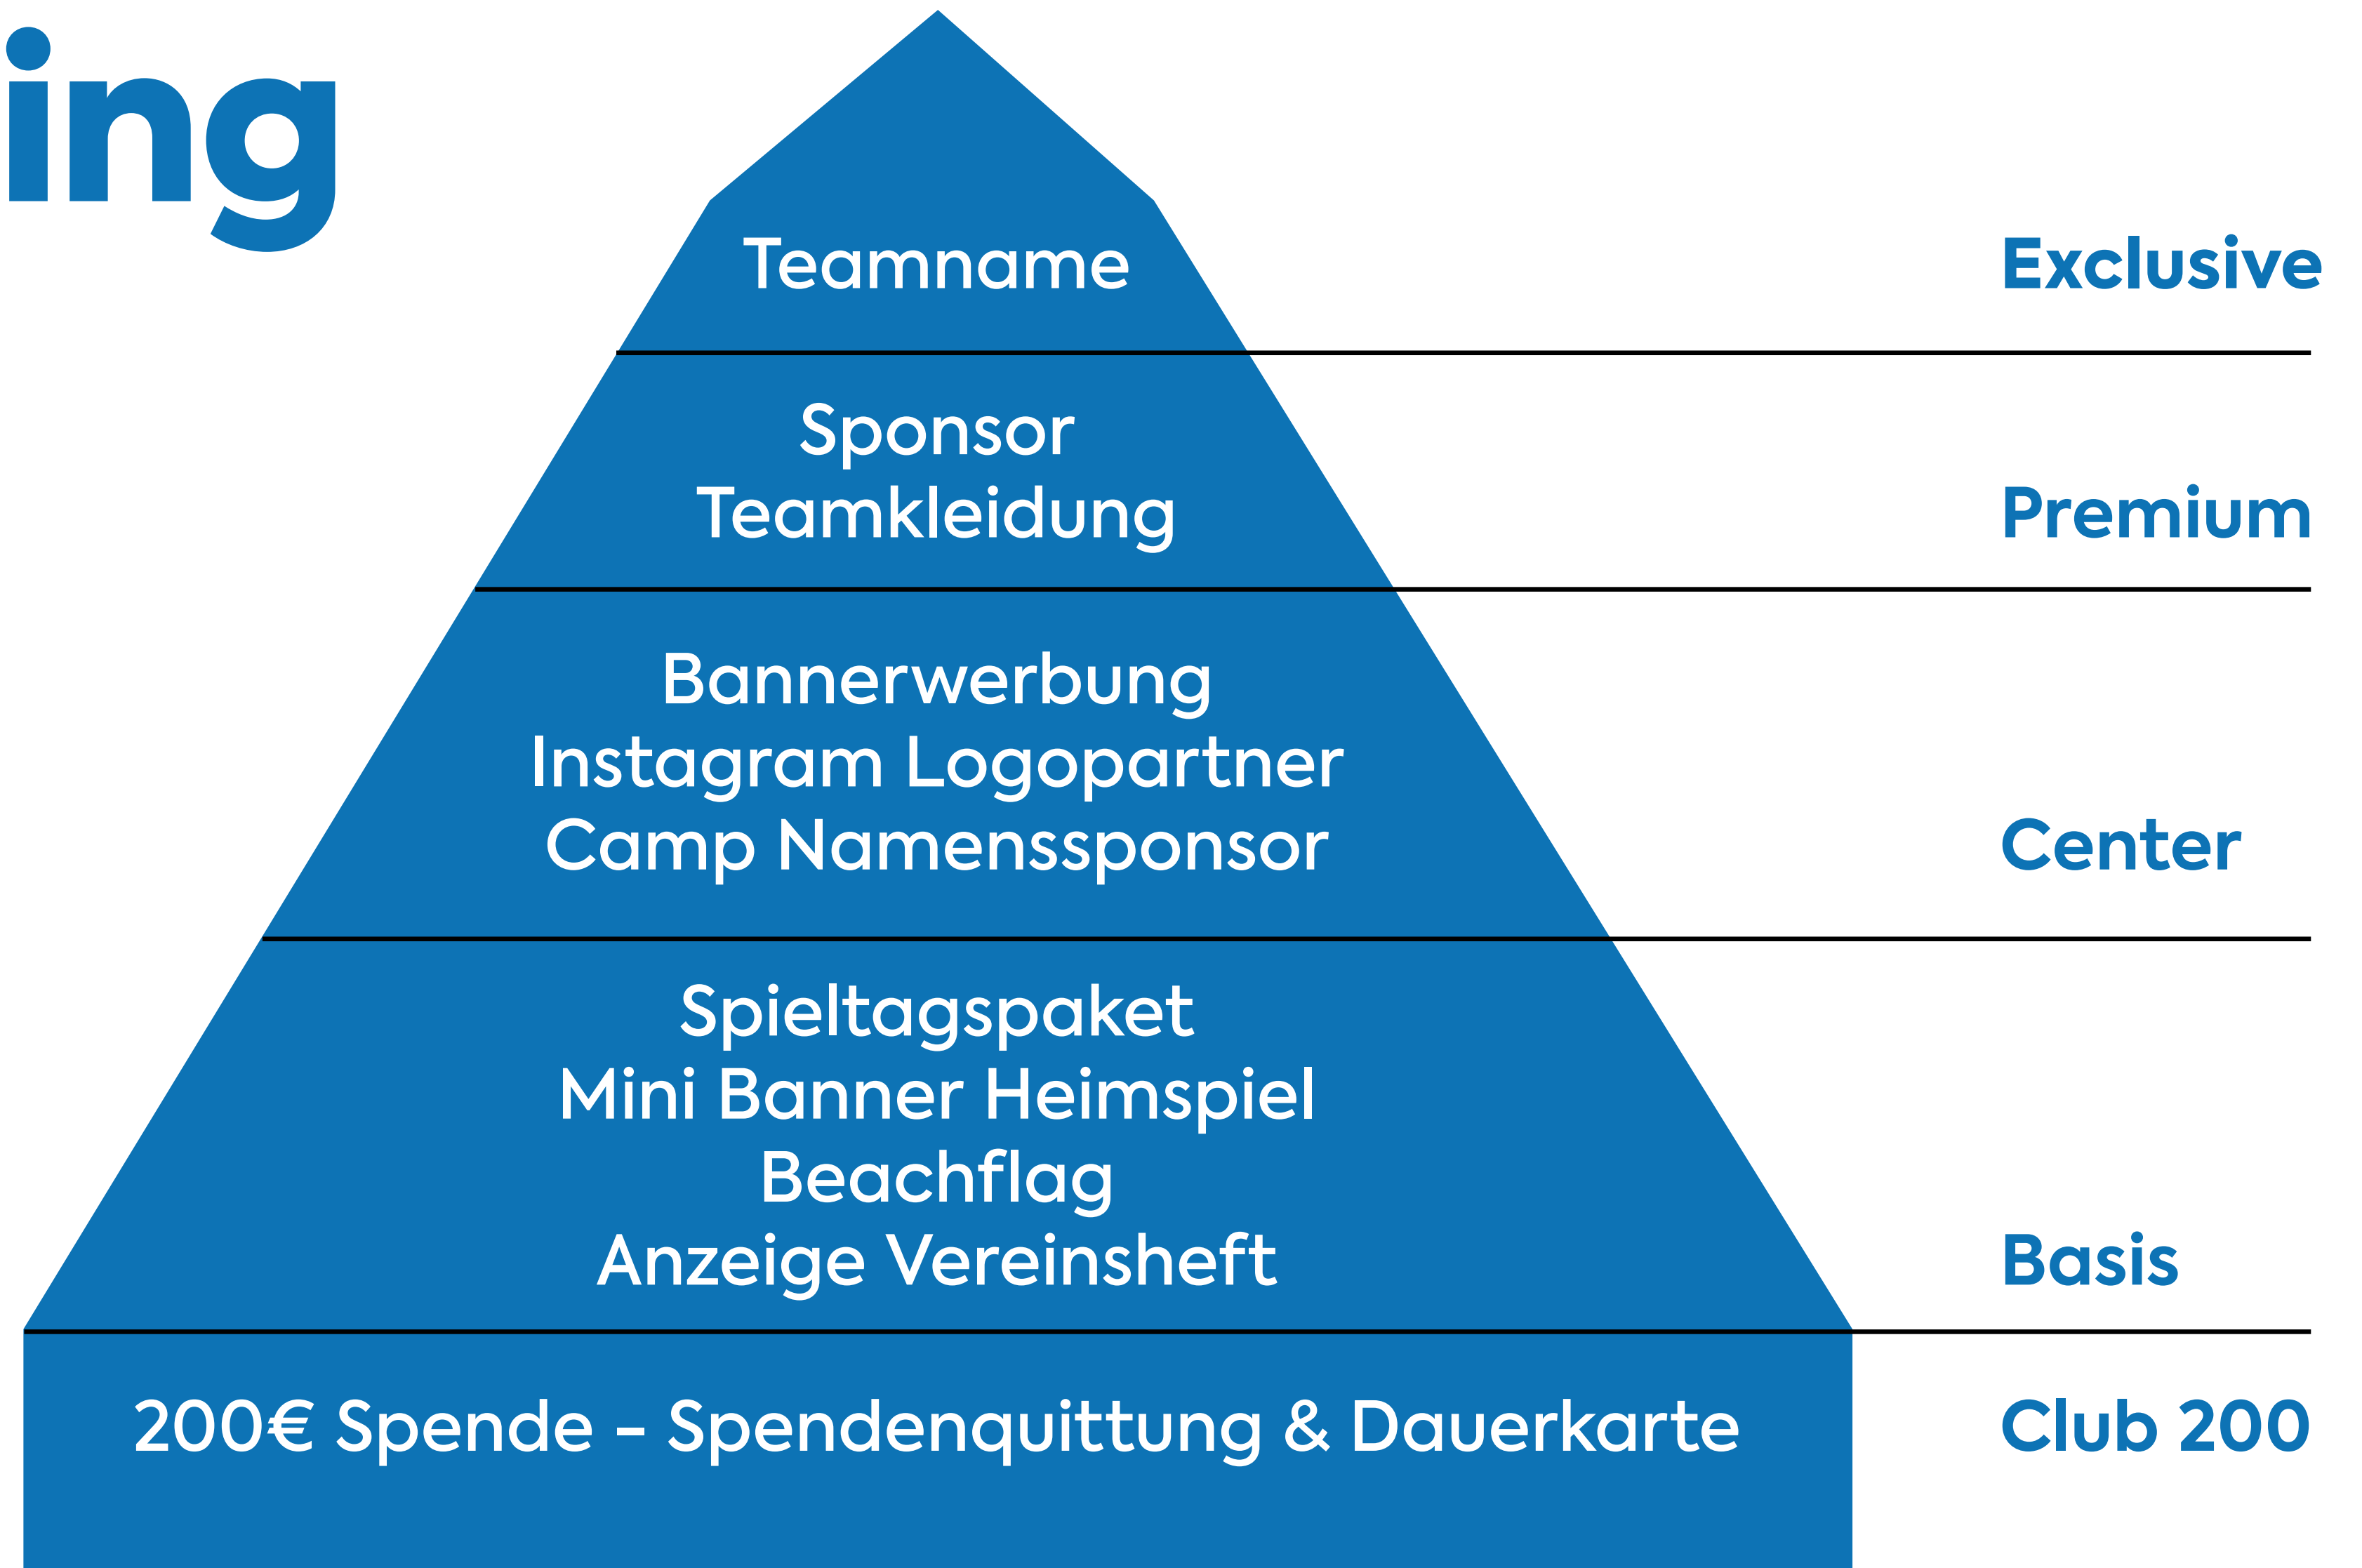 ing
Teamname
Exclusive
Sponsor
Teamkleidung
Premium
Bannerwerbung
Instagram Logopartner
Camp Namenssponsor
Center
Spieltagspaket
Mini Banner Heimspiel
Beachflag
Anzeige Vereinsheft
Basis
200€ Spende - Spendenquittung & Dauerkarte
Club 200